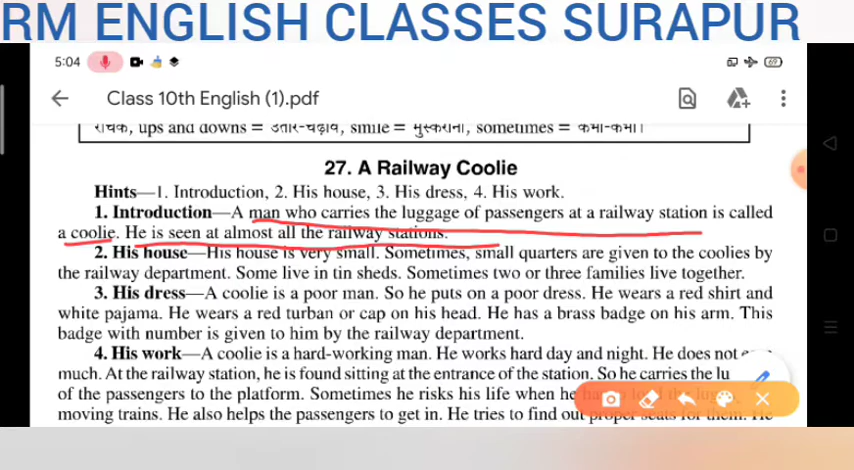 RM ENGLISH CLASSES SURAPUR
5:04
69
Class 10th English (1).pdf
रोचक, ups and downs = उतार-चढ़ाव, smile = मुस्कराना, sometimes = कभी-कभी।
27. A Railway Coolie
Hints—1. Introduction, 2. His house, 3. His dress, 4. His work.
1. Introduction—A man who carries the luggage of passengers at a railway station is called
a coolie. He is seen at almost all the railway stations.
2. His house—His house is very small. Sometimes, small quarters are given to the coolies by
the railway department. Some live in tin sheds. Sometimes two or three families live together.
3. His dress—A coolie is a poor man. So he puts on a poor dress. He wears a red shirt and
white pajama. He wears a red turban or cap on his head. He has a brass badge on his arm. This
badge with number is given to him by the railway department.
4. His work—A coolie is a hard-working man. He works hard day and night. He does not
much. At the railway station, he is found sitting at the entrance of the station. So he carries the lu
of the passengers to the platform. Sometimes he risks his life when he
moving trains. He also helps the passengers to get in. He tries to find out proper seats for them. He